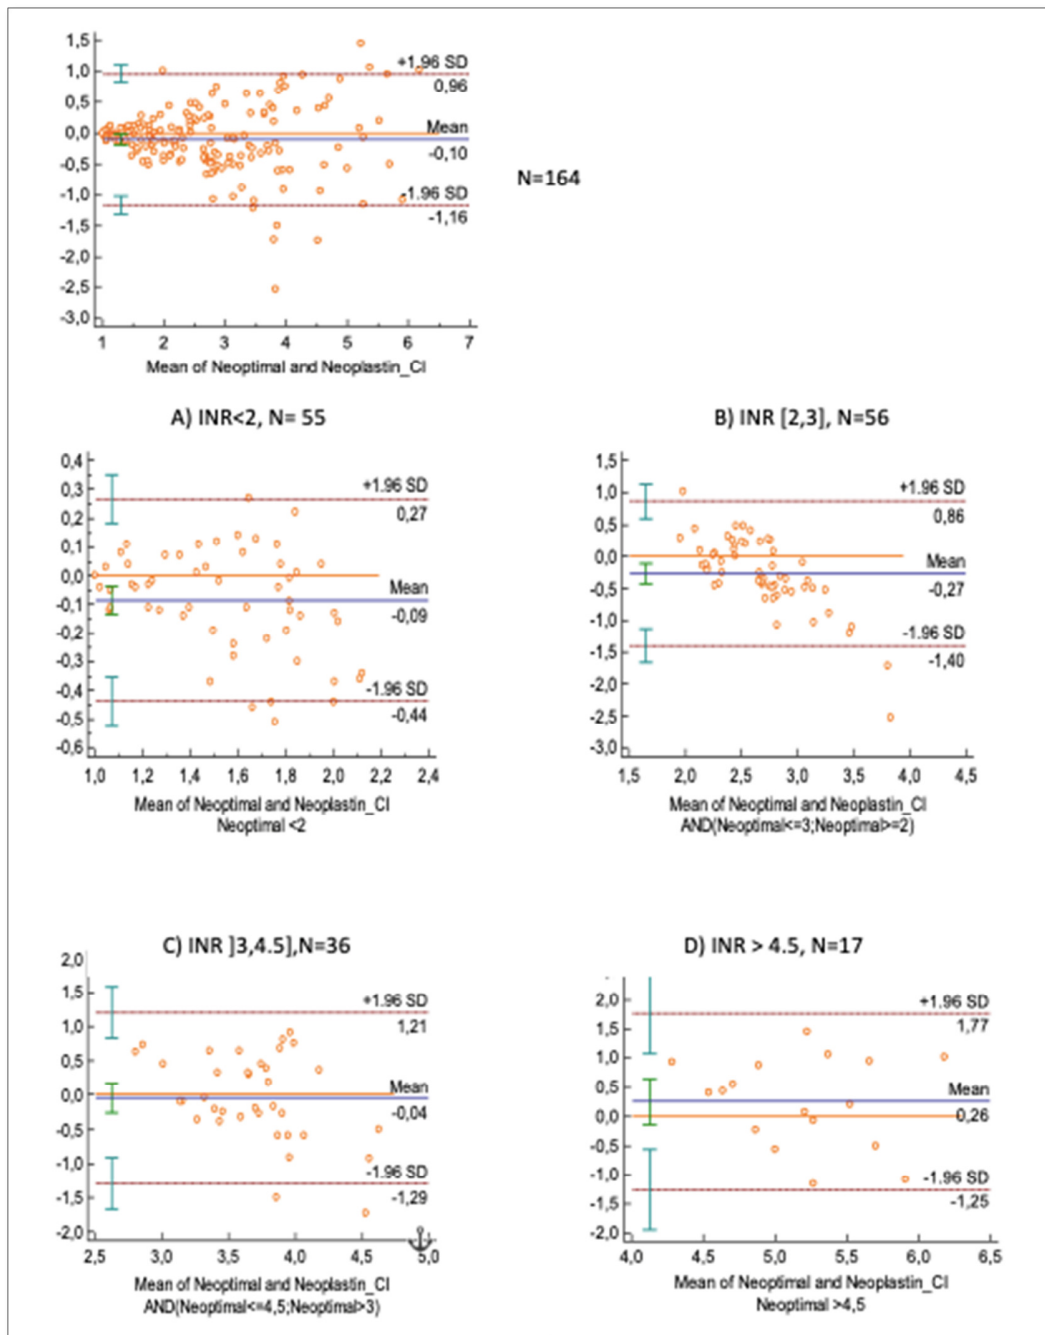 1,5
1,0
0,5
0,0
-0,5
-1,0
-1,5
-2,0
-2,5
-3,0
+1.96 SD
0,96
Mean
-0,10
-1.96 SD
-1,16
1 2 3 4 5 6 7
Mean of Neoptimal and Neoplastin_CI
N=164
A) INR<2, N= 55
0,4
0,3
0,2
0,1
0,0
-0,1
-0,2
-0,3
-0,4
-0,5
-0,6
+1.96 SD
0,27
Mean
-0,09
-1.96 SD
-0,44
1,0 1,2 1,4 1,6 1,8 2,0 2,2 2,4
Mean of Neoptimal and Neoplastin_CI
Neoptimal <2
B) INR [2,3], N=56
1,5
1,0
0,5
0,0
-0,5
-1,0
-1,5
-2,0
-2,5
-3,0
+1.96 SD
0,86
Mean
-0,27
-1.96 SD
-1,40
1,5 2,0 2,5 3,0 3,5 4,0 4,5
Mean of Neoptimal and Neoplastin_CI
AND(Neoptimal<=3;Neoptimal>=2)
C) INR ]3,4.5],N=36
2,0
1,5
1,0
0,5
0,0
-0,5
-1,0
-1,5
-2,0
+1.96 SD
1,21
Mean
-0,04
-1.96 SD
-1,29
2,5 3,0 3,5 4,0 4,5 5,0
Mean of Neoptimal and Neoplastin_CI
AND(Neoptimal<=4,5;Neoptimal>3)
D) INR > 4.5, N=17
2,0
1,5
1,0
0,5
0,0
-0,5
-1,0
-1,5
-2,0
+1.96 SD
1,77
Mean
0,26
-1.96 SD
-1,25
4,0 4,5 5,0 5,5 6,0 6,5
Mean of Neoptimal and Neoplastin_CI
Neoptimal >4,5